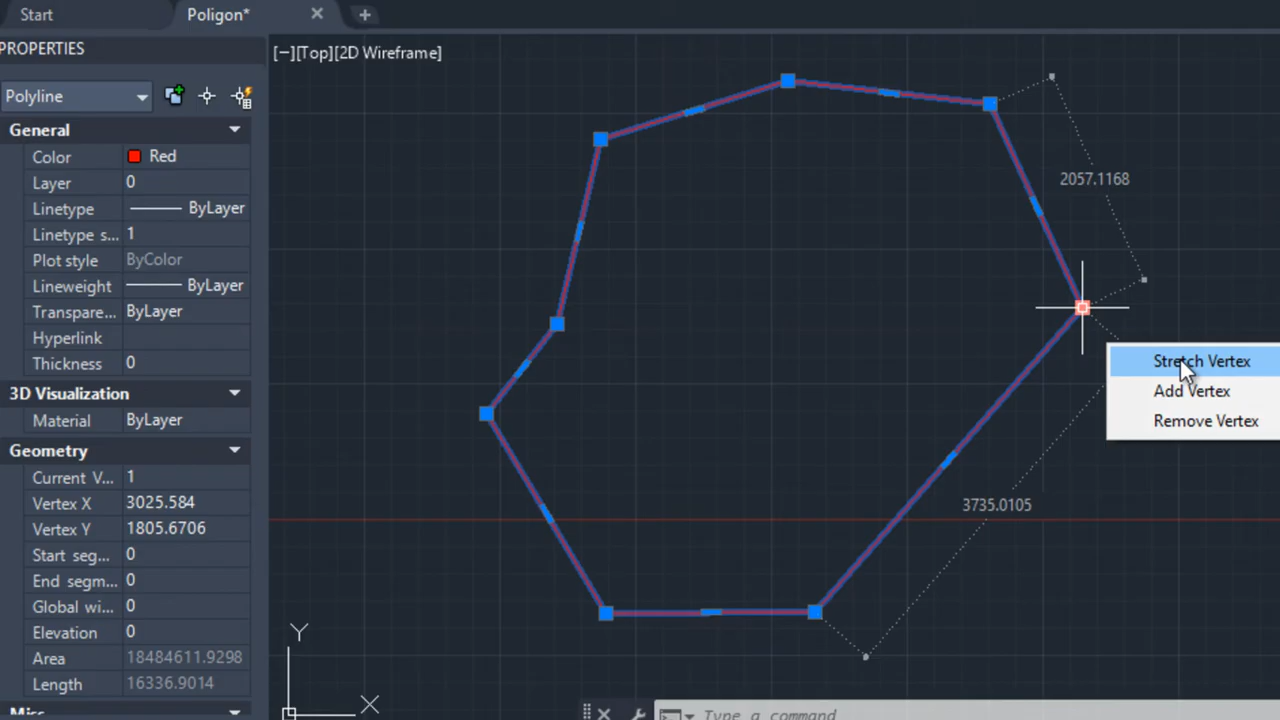 Start
Poligon*
PROPERTIES
[−][Top][2D Wireframe]
Polyline
General
Color Red
Layer 0
Linetype ByLayer
Linetype s... 1
Plot style ByColor
Lineweight ByLayer
Transpare... ByLayer
Hyperlink
Thickness 0
3D Visualization
Material ByLayer
Geometry
Current V... 1
Vertex X 3025.584
Vertex Y 1805.6706
Start seg... 0
End segm... 0
Global wi... 0
Elevation 0
Area 18484611.9298
Length 16336.9014
Misc
2057.1168
Stretch Vertex
Add Vertex
Remove Vertex
3735.0105
Y
X
Type a command